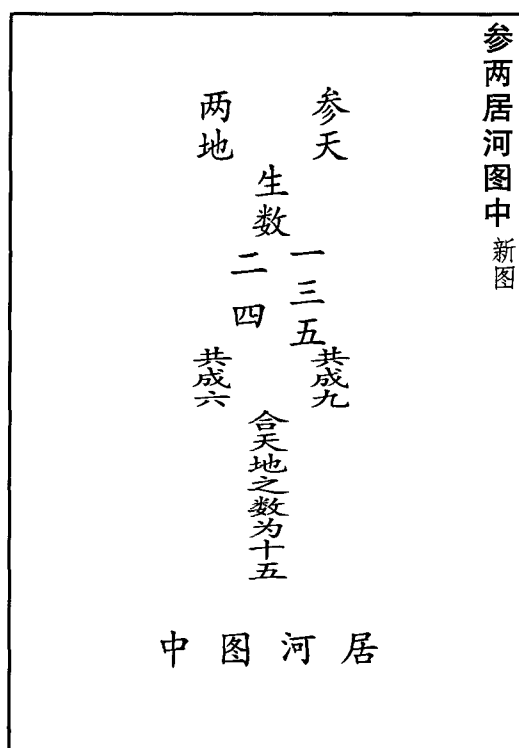 参两居河图中 新图
参天
两地
生数
一三五
二四
共成九
共成六
合天地之数为十五
居河图中